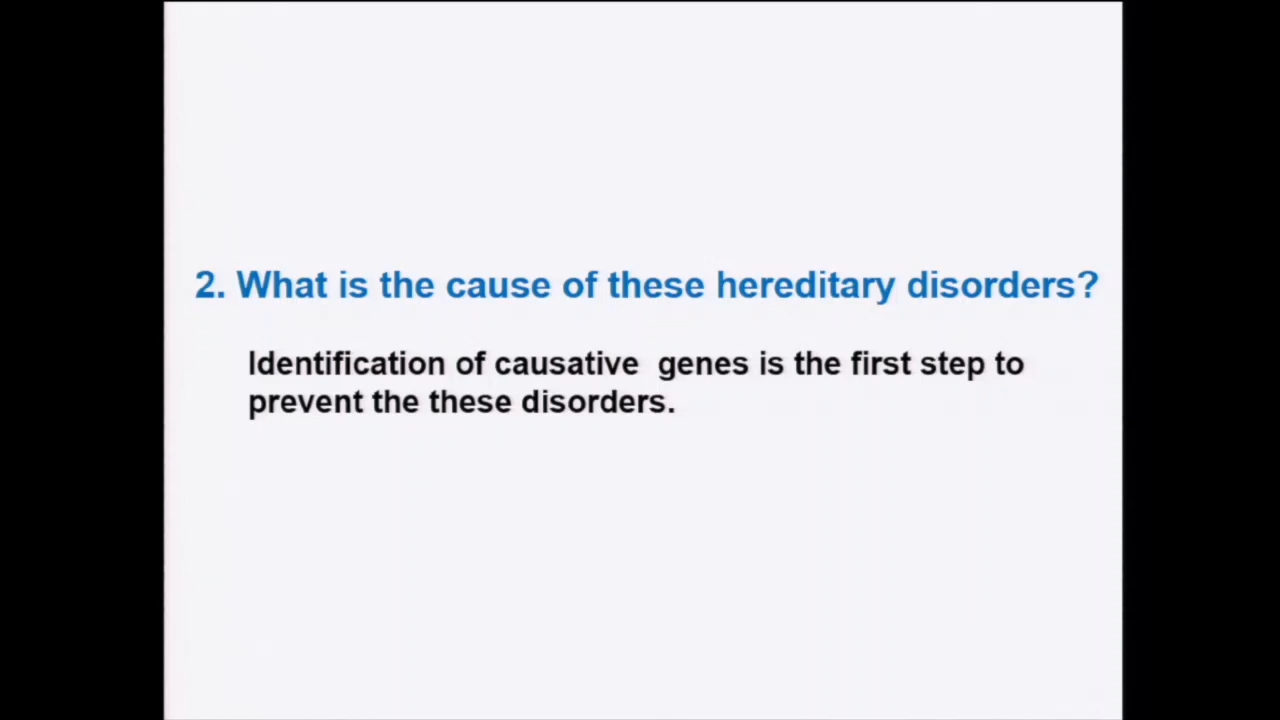 2. What is the cause of these hereditary disorders?
Identification of causative genes is the first step to
prevent the these disorders.